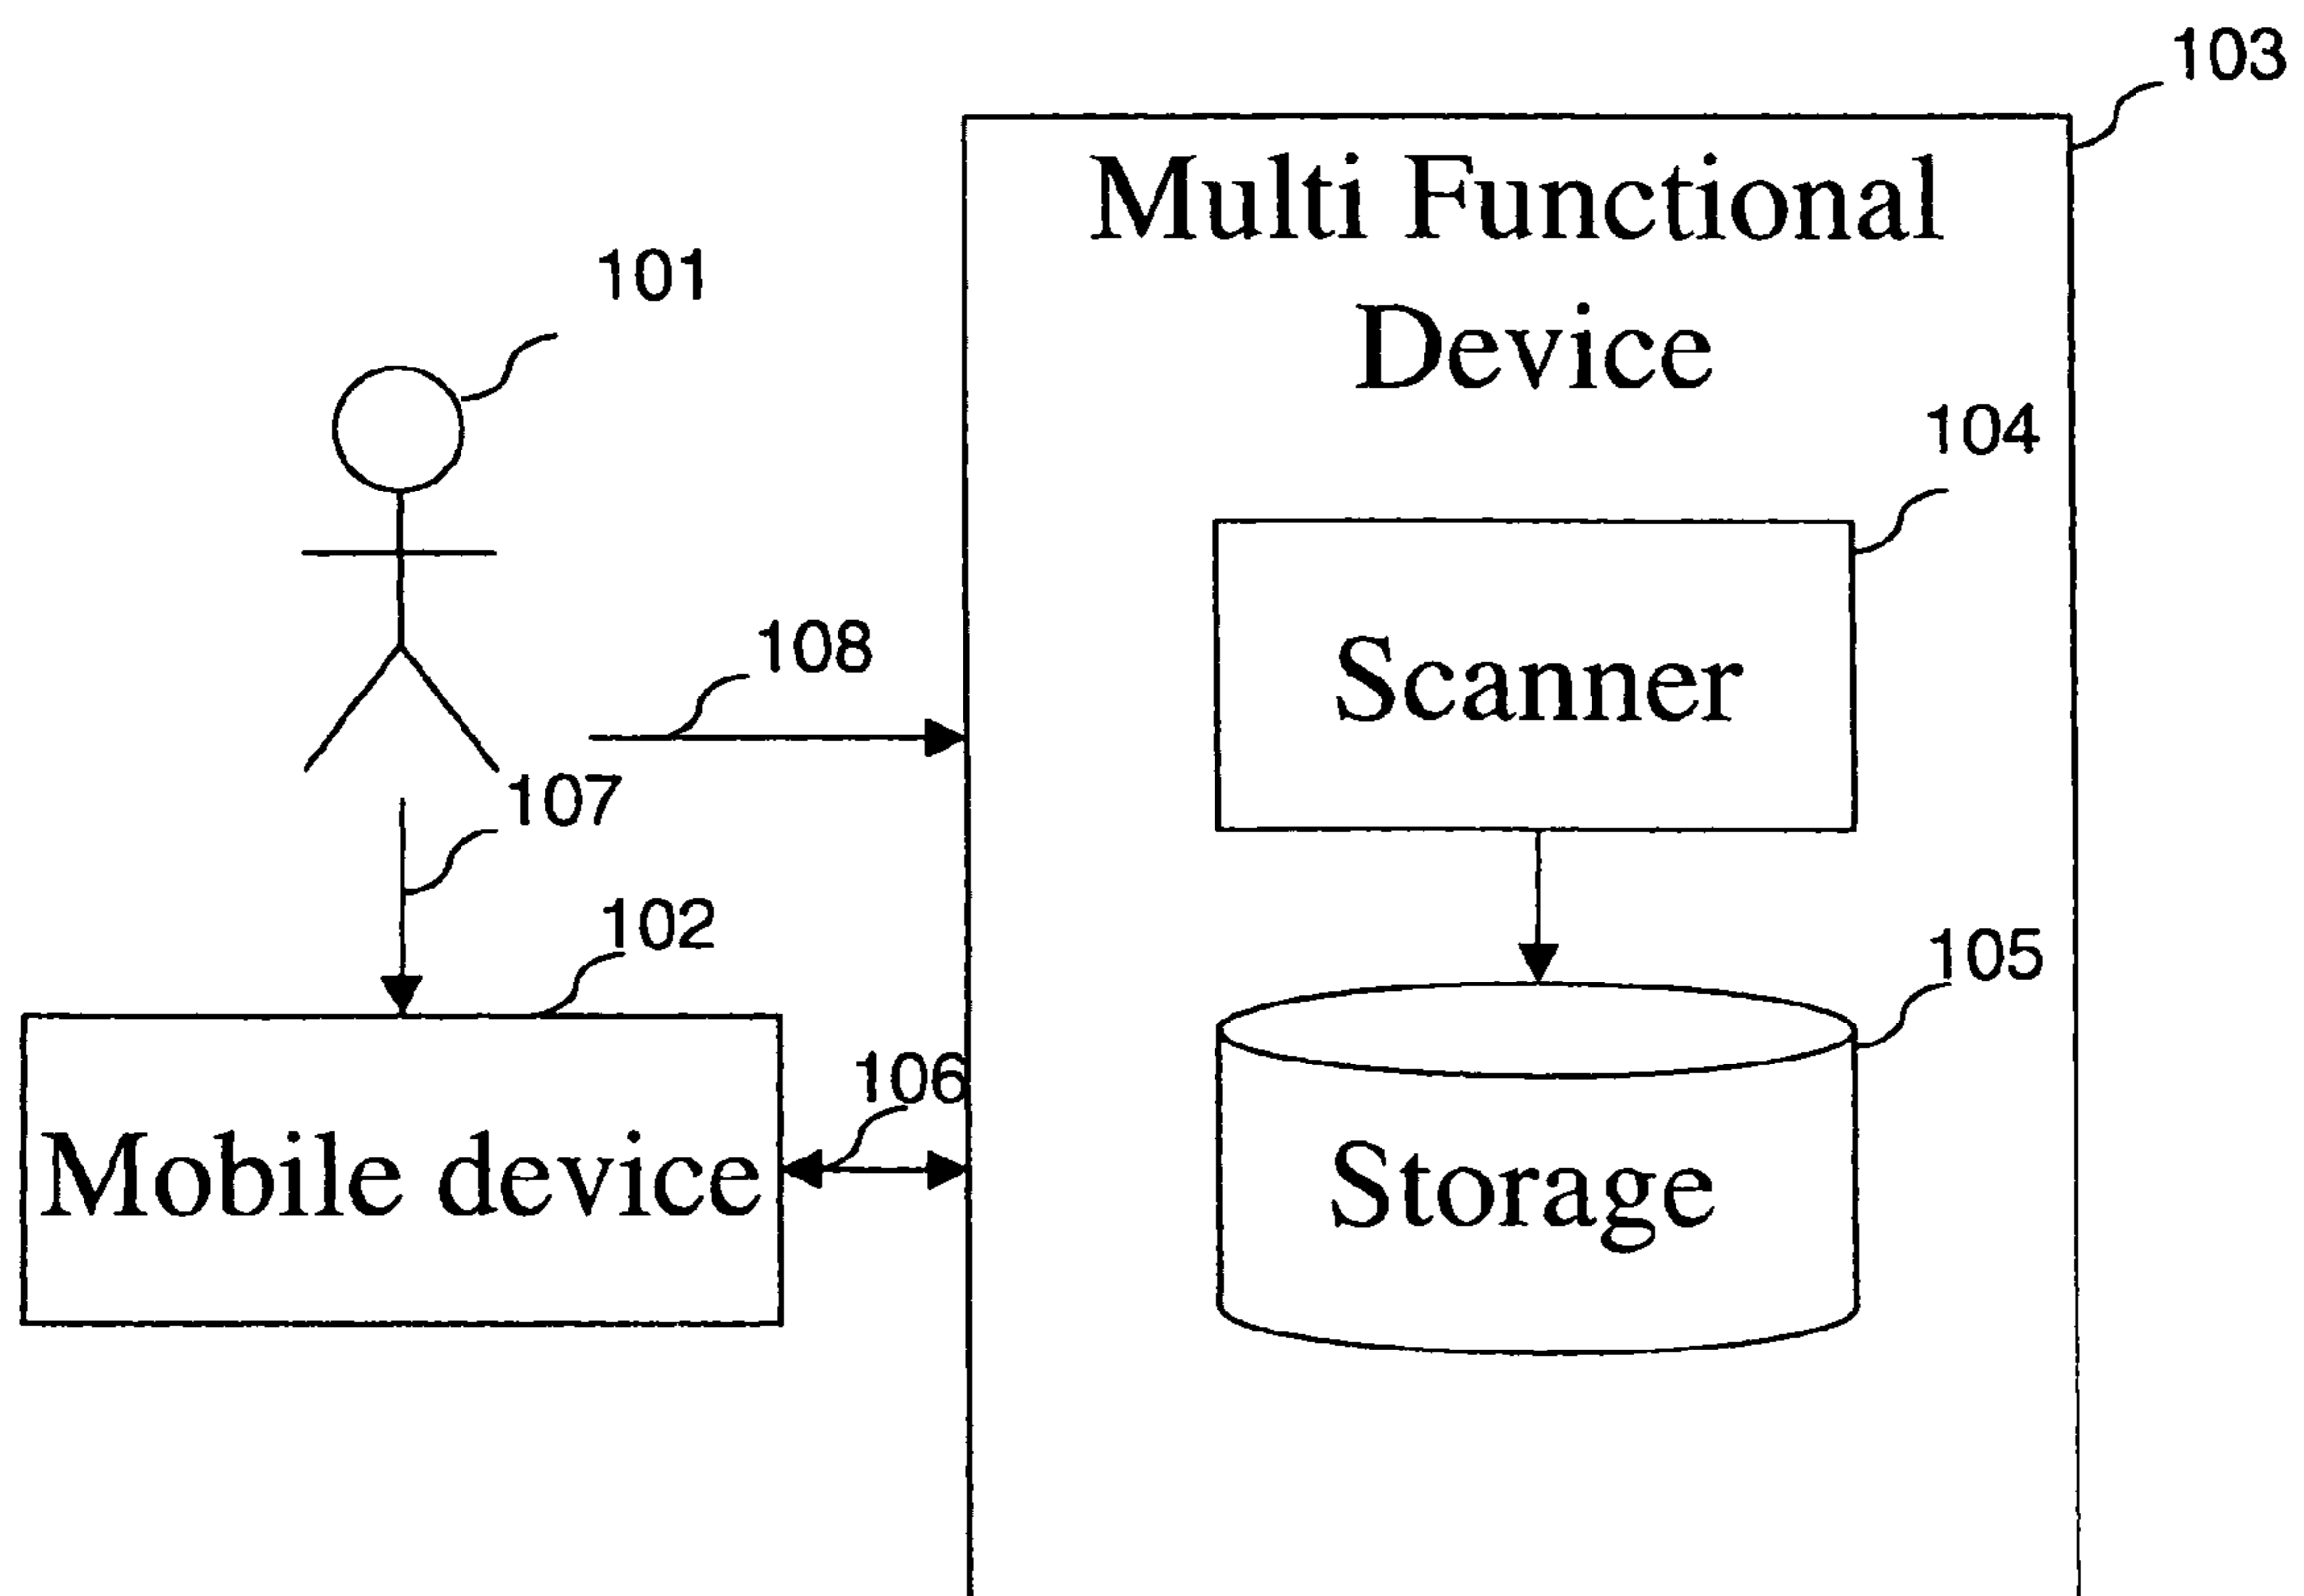 103
Multi Functional
Device
101
104
Scanner
108
107
102
105
106
Mobile device
Storage